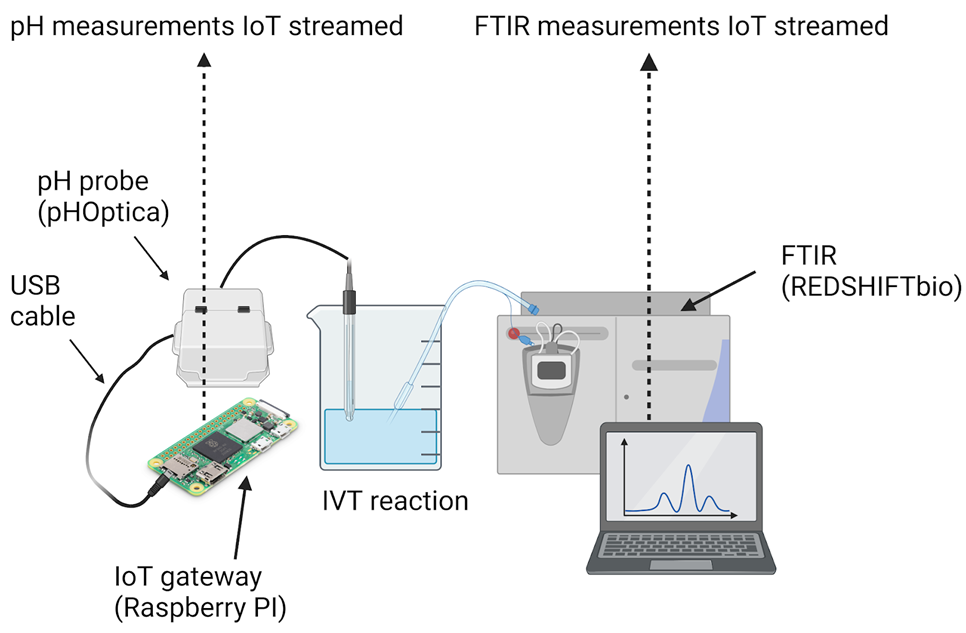 pH measurements IoT streamed
FTIR measurements IoT streamed
pH probe
(pHOptica)
USB
cable
FTIR
(REDSHIFTbio)
IVT reaction
IoT gateway
(Raspberry PI)